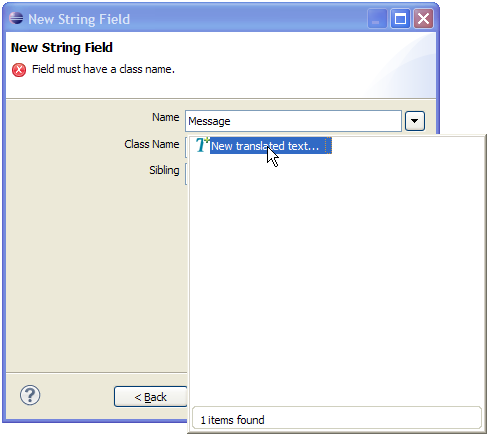 New String Field
New String Field
Field must have a class name.
Name
Message
Class Name
New translated text...
Sibling
?
< Back
1 items found